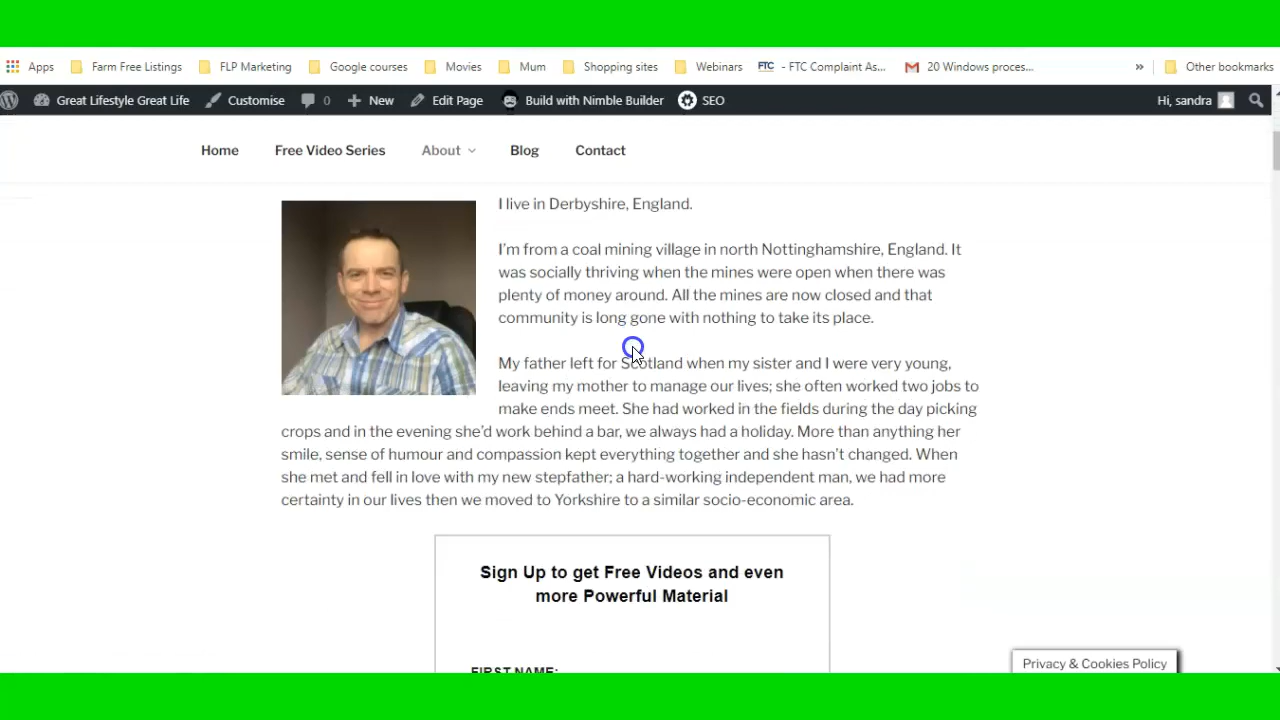 Apps Farm Free Listings FLP Marketing Google courses Movies Mum Shopping sites Webinars FTC - FTC Complaint As... 20 Windows proces... » Other bookmarks
Great Lifestyle Great Life Customise 0 New Edit Page Build with Nimble Builder SEO Hi, sandra
Home Free Video Series About Blog Contact
I live in Derbyshire, England.
I'm from a coal mining village in north Nottinghamshire, England. It
was socially thriving when the mines were open when there was
plenty of money around. All the mines are now closed and that
community is long gone with nothing to take its place.
My father left for Scotland when my sister and I were very young,
leaving my mother to manage our lives; she often worked two jobs to
make ends meet. She had worked in the fields during the day picking
crops and in the evening she'd work behind a bar, we always had a holiday. More than anything her
smile, sense of humour and compassion kept everything together and she hasn't changed. When
she met and fell in love with my new stepfather; a hard-working independent man, we had more
certainty in our lives then we moved to Yorkshire to a similar socio-economic area.
Sign Up to get Free Videos and even
more Powerful Material
FIRST NAME:
Privacy & Cookies Policy